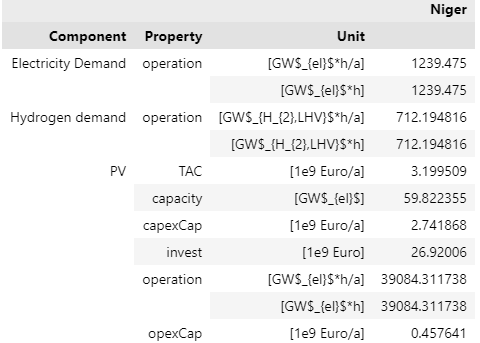 Niger
Component Property Unit
Electricity Demand operation [GW$_{el}$*h/a] 1239.475
[GW$_{el}$*h] 1239.475
Hydrogen demand operation [GW$_{H_{2},LHV}$*h/a] 712.194816
[GW$_{H_{2},LHV}$*h] 712.194816
PV TAC [1e9 Euro/a] 3.199509
capacity [GW$_{el}$] 59.822355
capexCap [1e9 Euro/a] 2.741868
invest [1e9 Euro] 26.92006
operation [GW$_{el}$*h/a] 39084.311738
[GW$_{el}$*h] 39084.311738
opexCap [1e9 Euro/a] 0.457641